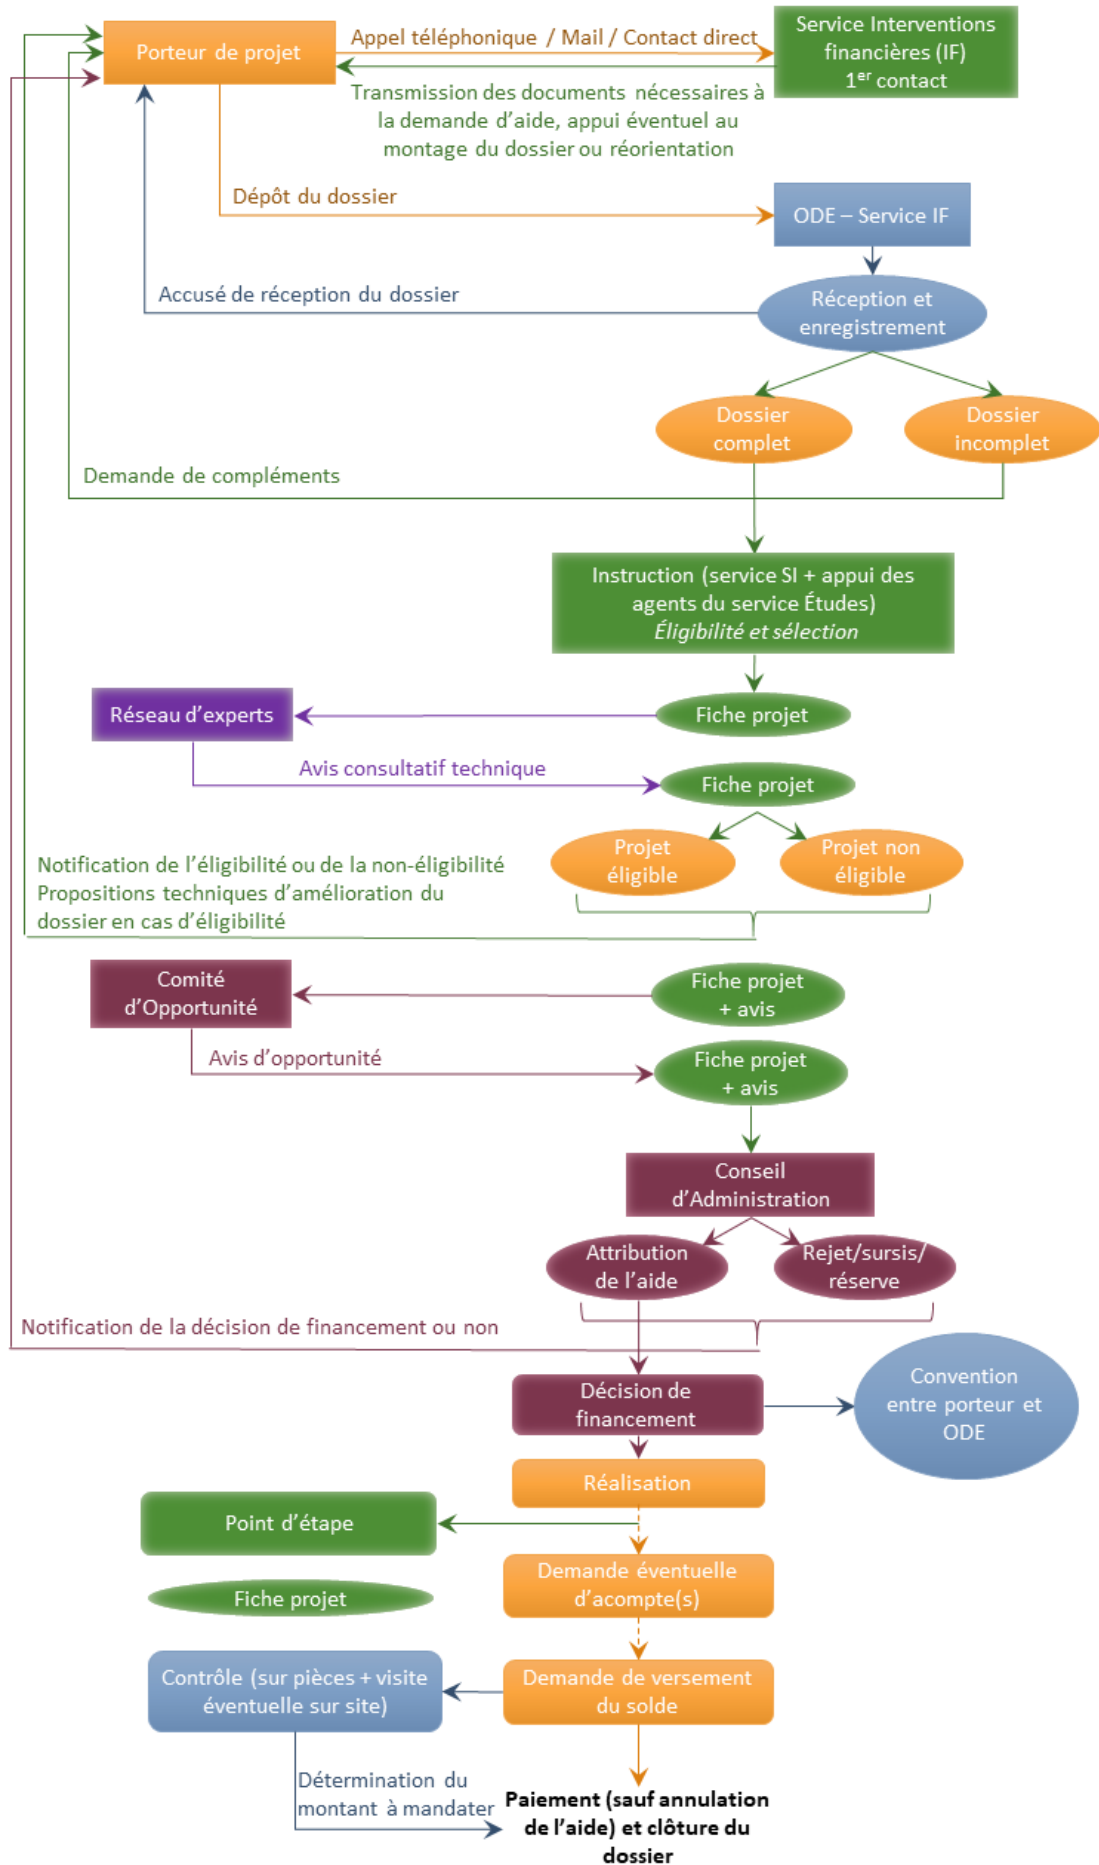 Porteur de projet
Appel téléphonique / Mail / Contact direct
Service Interventions
financières (IF)
1er contact
Transmission des documents nécessaires à
la demande d'aide, appui éventuel au
montage du dossier ou réorientation
Dépôt du dossier
ODE – Service IF
Accusé de réception du dossier
Réception et
enregistrement
Dossier
complet
Dossier
incomplet
Demande de compléments
Instruction (service SI + appui des
agents du service Études)
Éligibilité et sélection
Réseau d'experts
Fiche projet
Avis consultatif technique
Fiche projet
Projet
éligible
Projet non
éligible
Notification de l'éligibilité ou de la non-éligibilité
Propositions techniques d'amélioration du
dossier en cas d'éligibilité
Comité
d'Opportunité
Fiche projet
+ avis
Avis d'opportunité
Fiche projet
+ avis
Conseil
d'Administration
Attribution
de l'aide
Rejet/sursis/
réserve
Notification de la décision de financement ou non
Décision de
financement
Convention
entre porteur et
ODE
Réalisation
Point d'étape
Demande éventuelle
d'acompte(s)
Fiche projet
Contrôle (sur pièces + visite
éventuelle sur site)
Demande de versement
du solde
Détermination du
montant à mandater
Paiement (sauf annulation
de l'aide) et clôture du
dossier